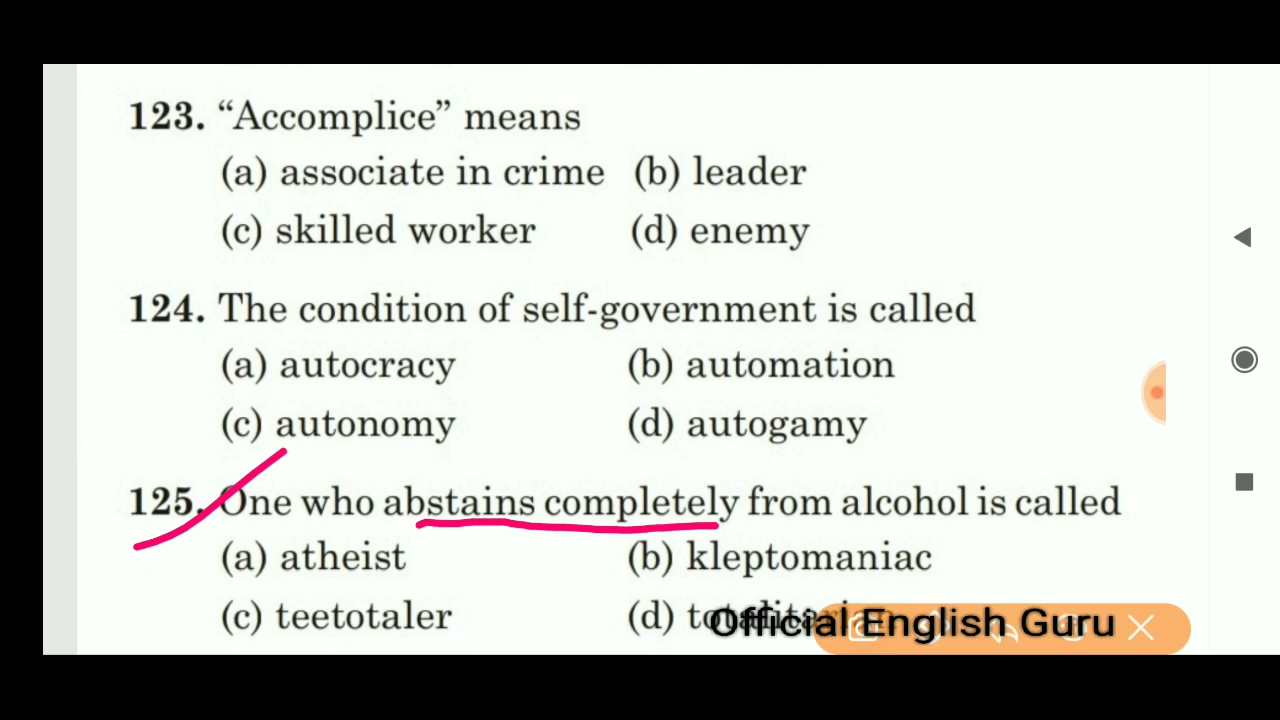 123. “Accomplice” means
(a) associate in crime (b) leader
(c) skilled worker (d) enemy
124. The condition of self-government is called
(a) autocracy (b) automation
(c) autonomy (d) autogamy
125. One who abstains completely from alcohol is called
(a) atheist (b) kleptomaniac
(c) teetotaler (d) totalitarian
Official English Guru